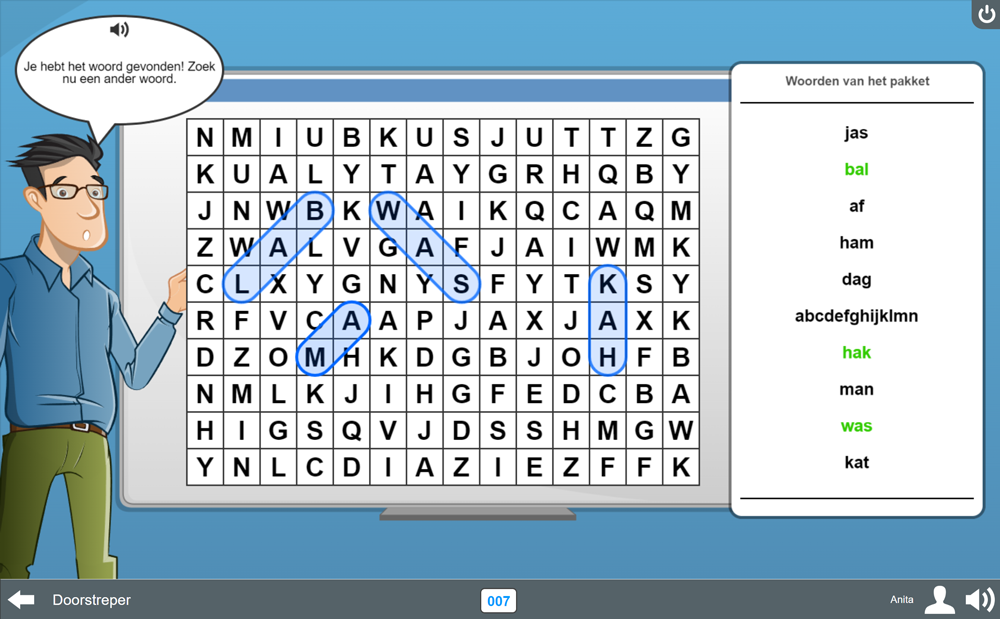 Je hebt het woord gevonden! Zoek
nu een ander woord.
N M I U B K U S J U T T Z G
K U A L Y T A Y G R H Q B Y
J N W B K W A I K Q C A Q M
Z W A L V G A F J A I W M K
C L X Y G N Y S F Y T K S Y
R F V C A A P J A X J A X K
D Z O M H K D G B J O H F B
N M L K J I H G F E D C B A
H I G S Q V J D S S H M G W
Y N L C D I A Z I E Z F F K
Woorden van het pakket
jas
bal
af
ham
dag
abcdefghijklmn
hak
man
was
kat
Doorstreper
007
Anita